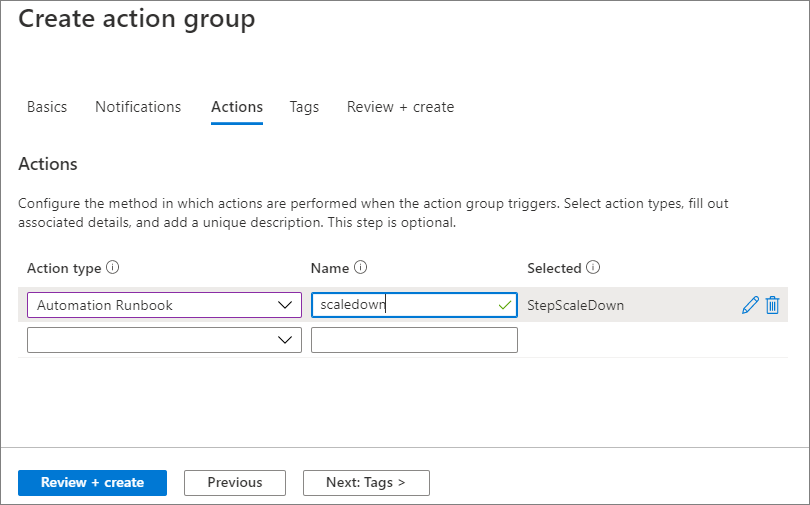 Create action group
Basics Notifications Actions Tags Review + create
Actions
Configure the method in which actions are performed when the action group triggers. Select action types, fill out
associated details, and add a unique description. This step is optional.
Action type Name Selected
Automation Runbook scaledown StepScaleDown
Review + create Previous Next: Tags >